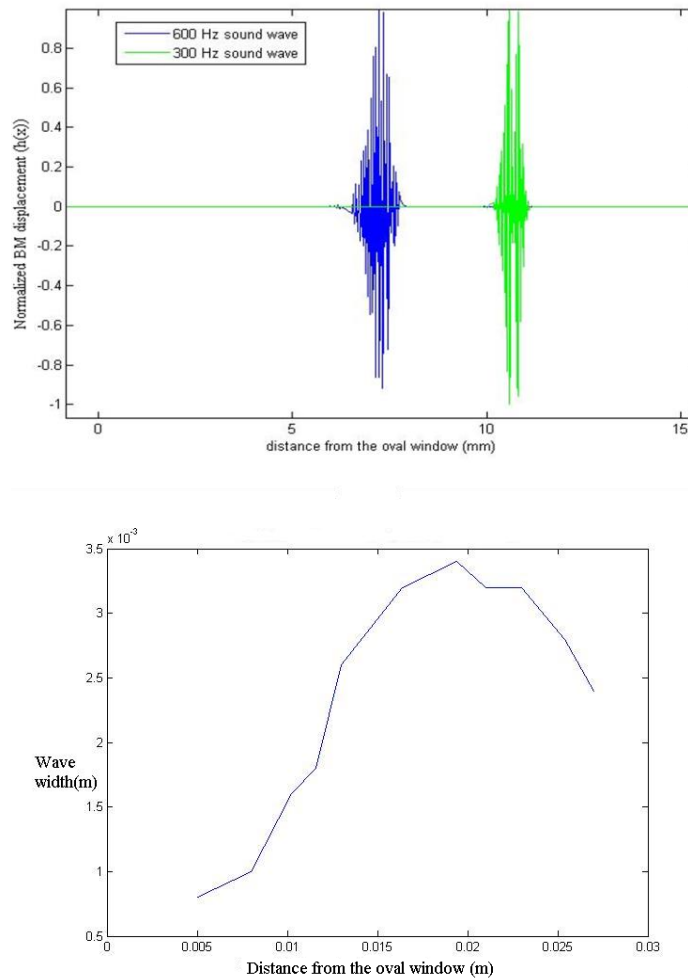 600 Hz sound wave
300 Hz sound wave
0.8
0.6
0.4
0.2
0
-0.2
-0.4
-0.6
-0.8
-1
Normalized BM displacement (h(x))
0 5 10 15
distance from the oval window (mm)
x 10⁻³
3.5
3
2.5
2
1.5
1
0.5
Wave
width(m)
0 0.005 0.01 0.015 0.02 0.025 0.03
Distance from the oval window (m)